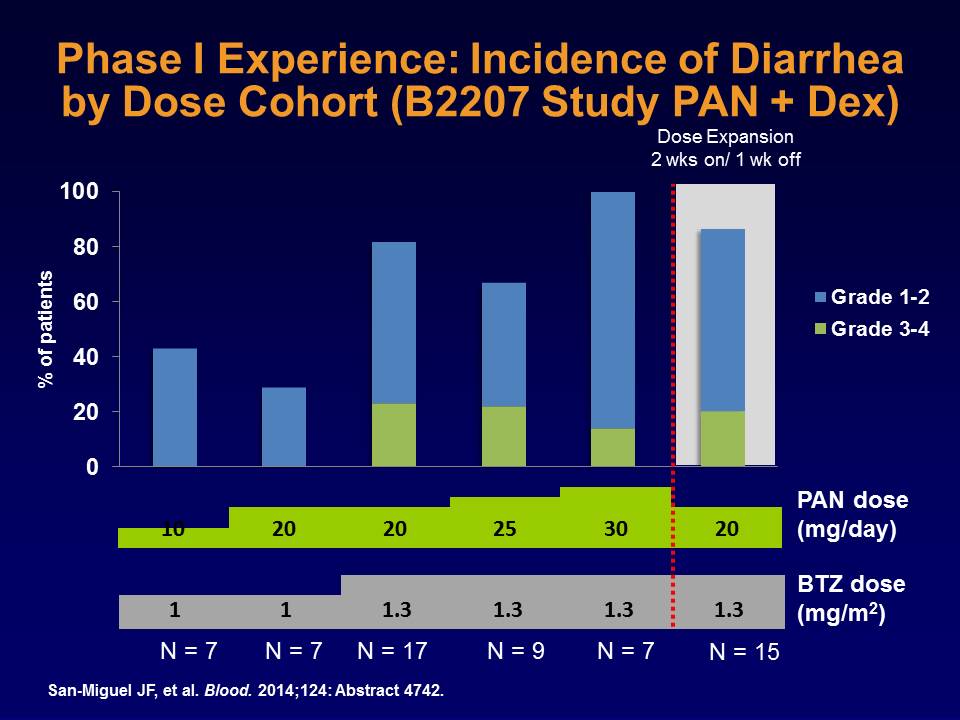 Phase I Experience: Incidence of Diarrhea
by Dose Cohort (B2207 Study PAN + Dex)
Dose Expansion
2 wks on/ 1 wk off
100
80
60
40
20
0
% of patients
Grade 1-2
Grade 3-4
10 20 20 25 30 20
PAN dose
(mg/day)
1 1 1.3 1.3 1.3 1.3
BTZ dose
(mg/m²)
N = 7 N = 7 N = 17 N = 9 N = 7 N = 15
San-Miguel JF, et al. Blood. 2014;124: Abstract 4742.